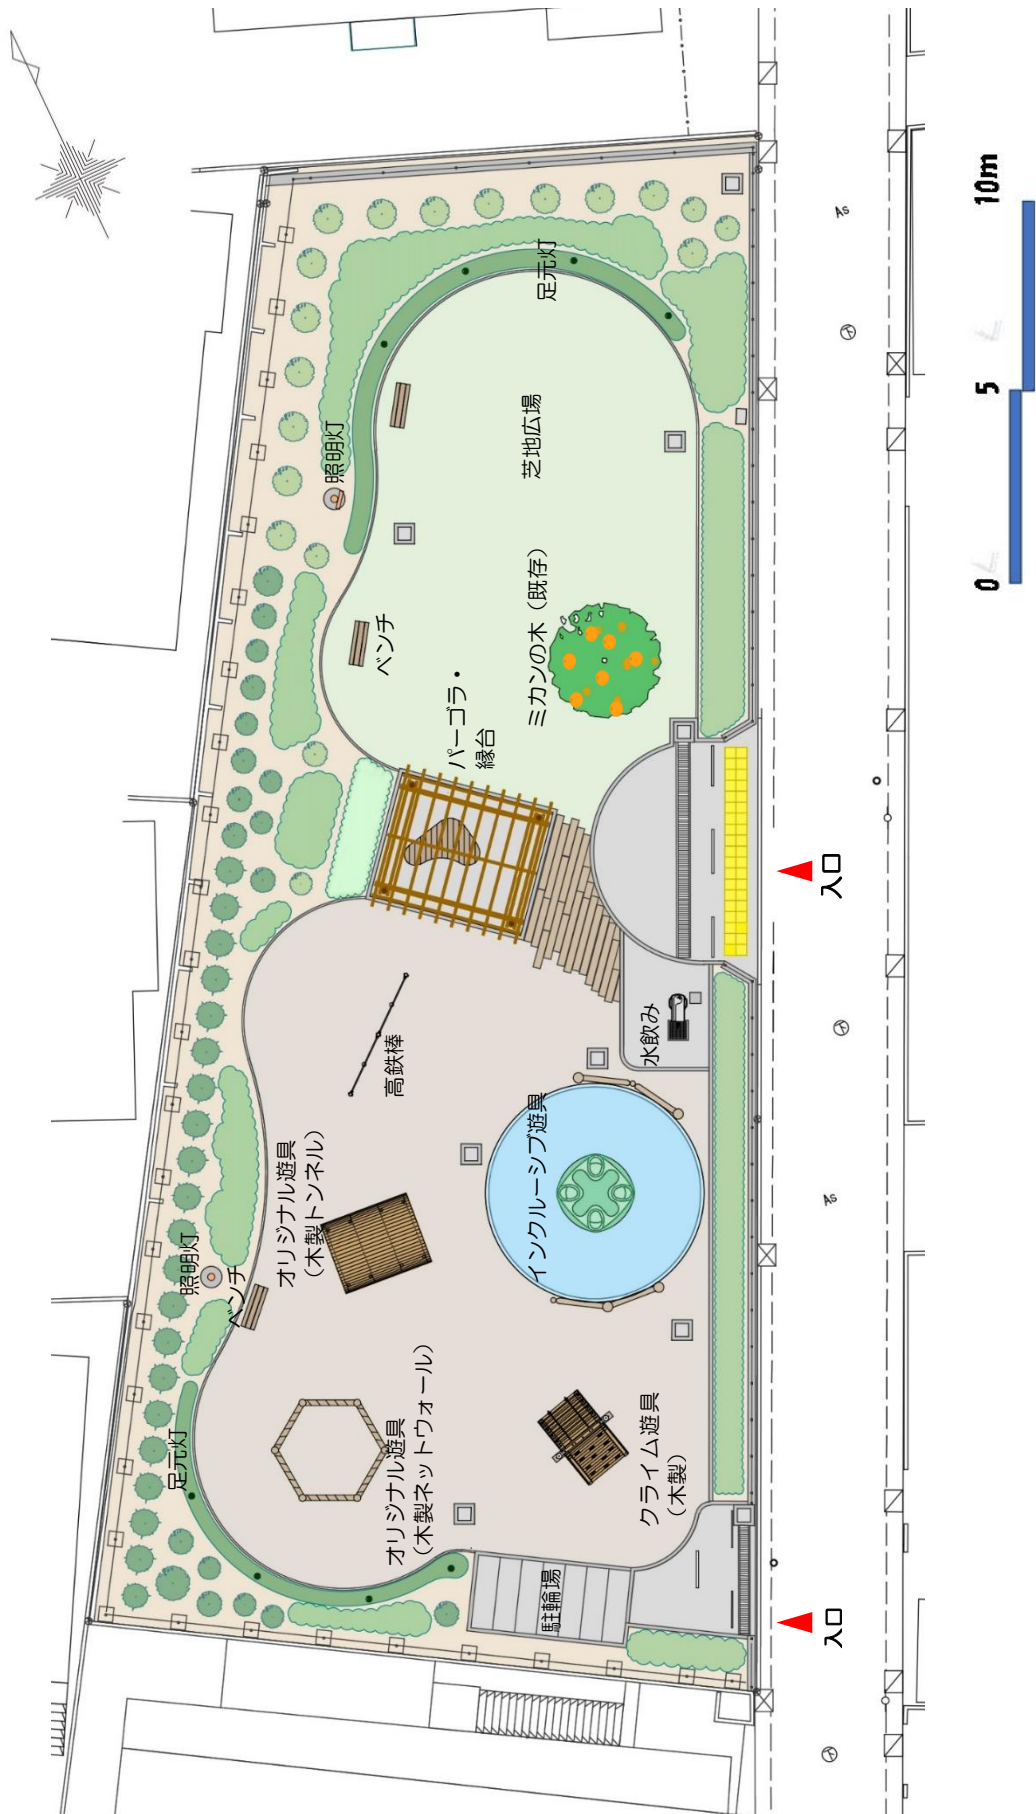 足元灯
照明灯
芝地広場
ベンチ
ミカンの木（既存）
パーゴラ・
縁台
入口
水飲み
高鉄棒
インクルーシブ遊具
オリジナル遊具
（木製トンネル）
照明灯
ベンチ
足元灯
オリジナル遊具
（木製ネットウォール）
クライム遊具
（木製）
駐輪場
入口
As
As
0
5
10m